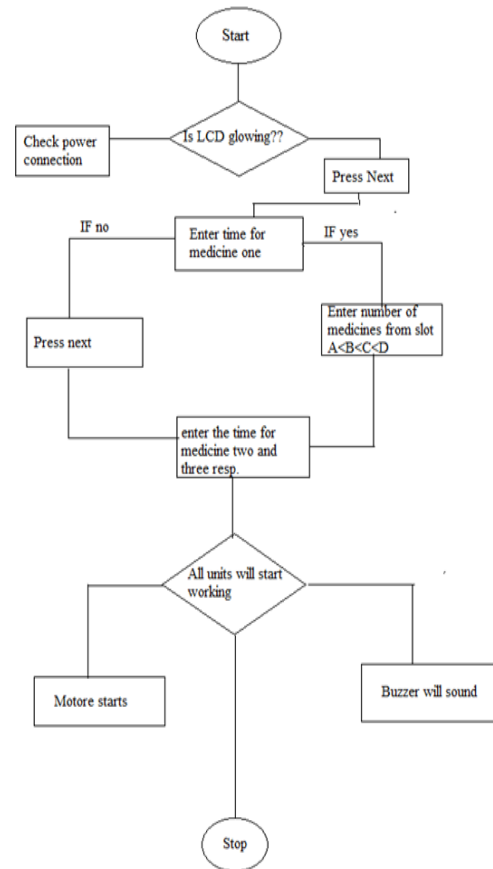 Start
Is LCD glowing??
Check power
connection
Press Next
IF no
Enter time for
medicine one
IF yes
Press next
Enter number of
medicines from slot
A<B<C<D
enter the time for
medicine two and
three resp.
All units will start
working
Motore starts
Buzzer will sound
Stop